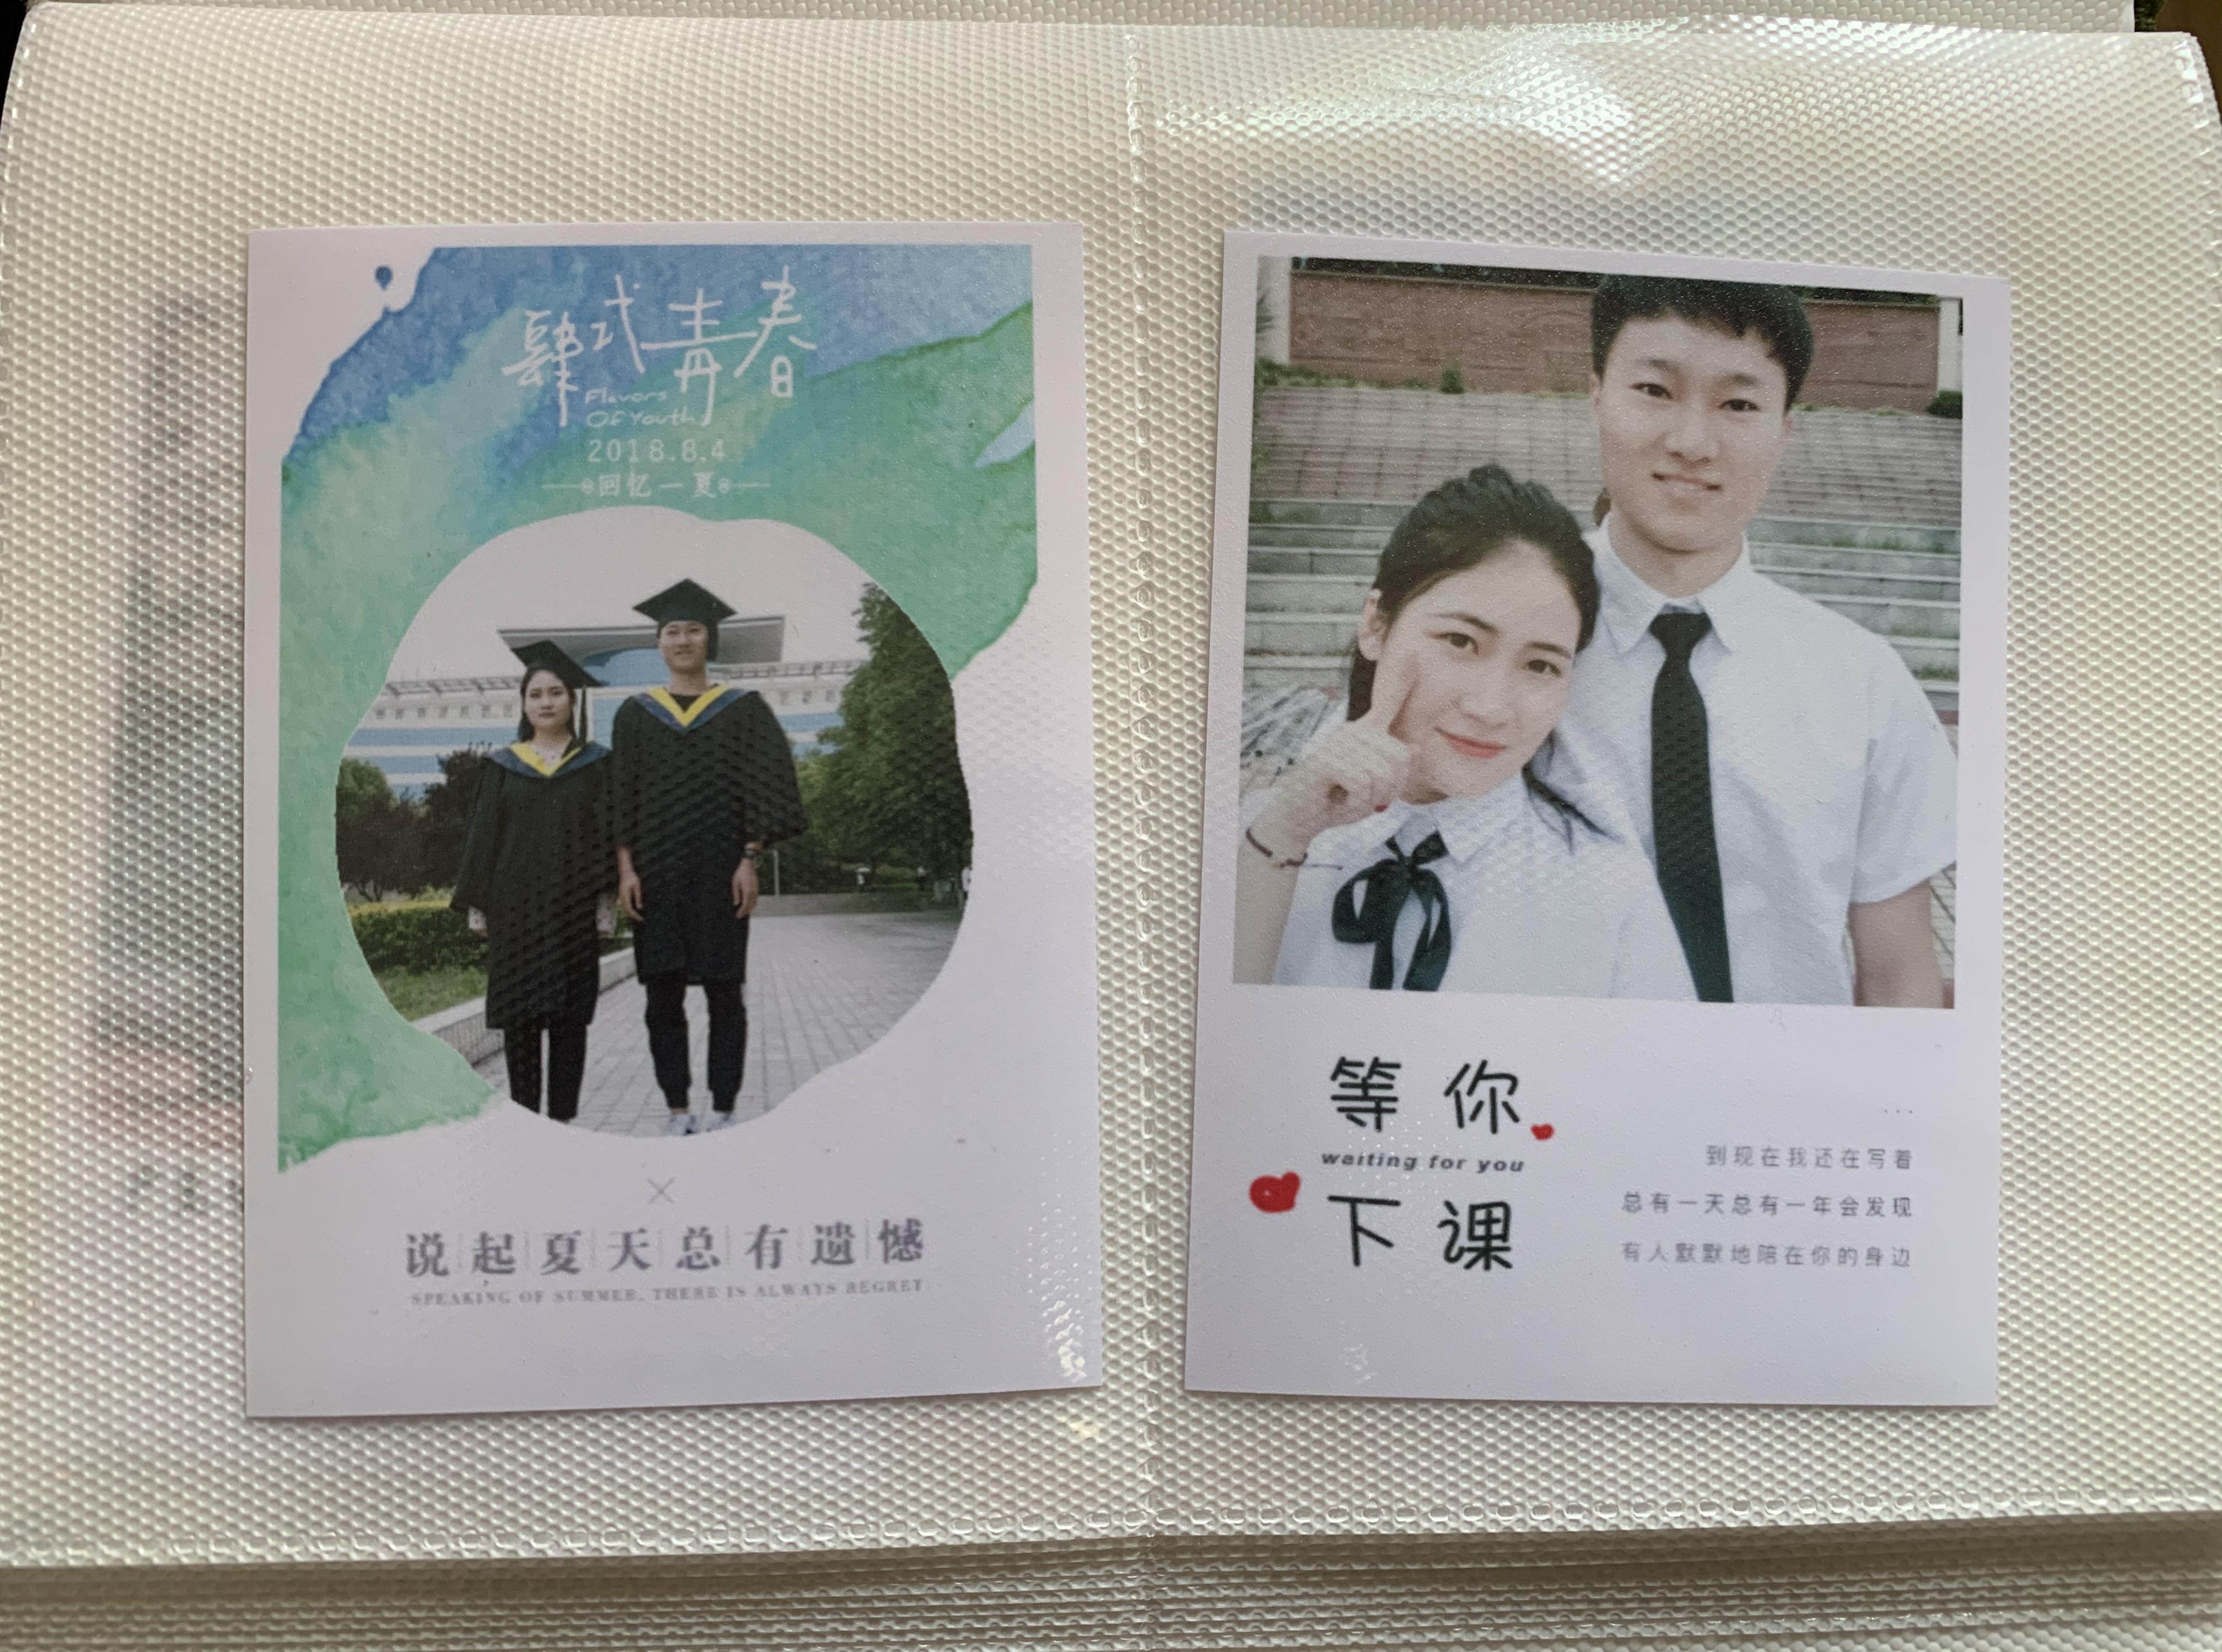 肆式青春
Flavors
Of Youth
2018.8.4
回忆一夏
×
说起夏天总有遗憾
SPEAKING OF SUMMER, THERE IS ALWAYS REGRET.
等你
waiting for you
下课
...
到现在我还在写着
总有一天总有一年会发现
有人默默地陪在你的身边